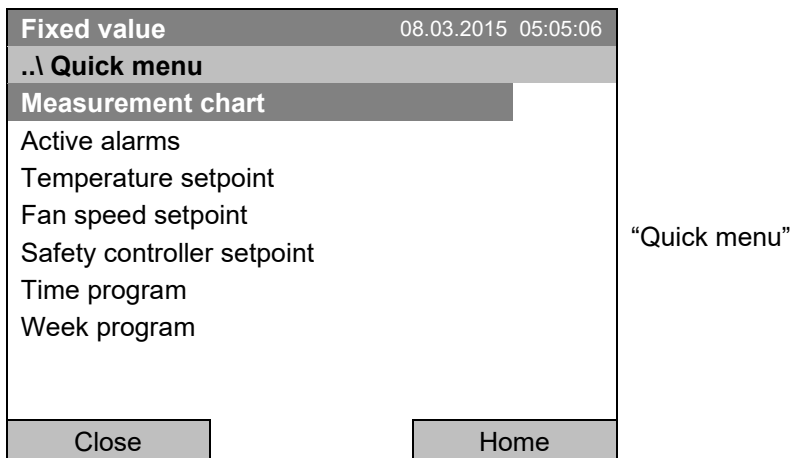 Fixed value 08.03.2015 05:05:06
..\ Quick menu
Measurement chart
Active alarms
Temperature setpoint
Fan speed setpoint
Safety controller setpoint
Time program
Week program
Close Home
“Quick menu”